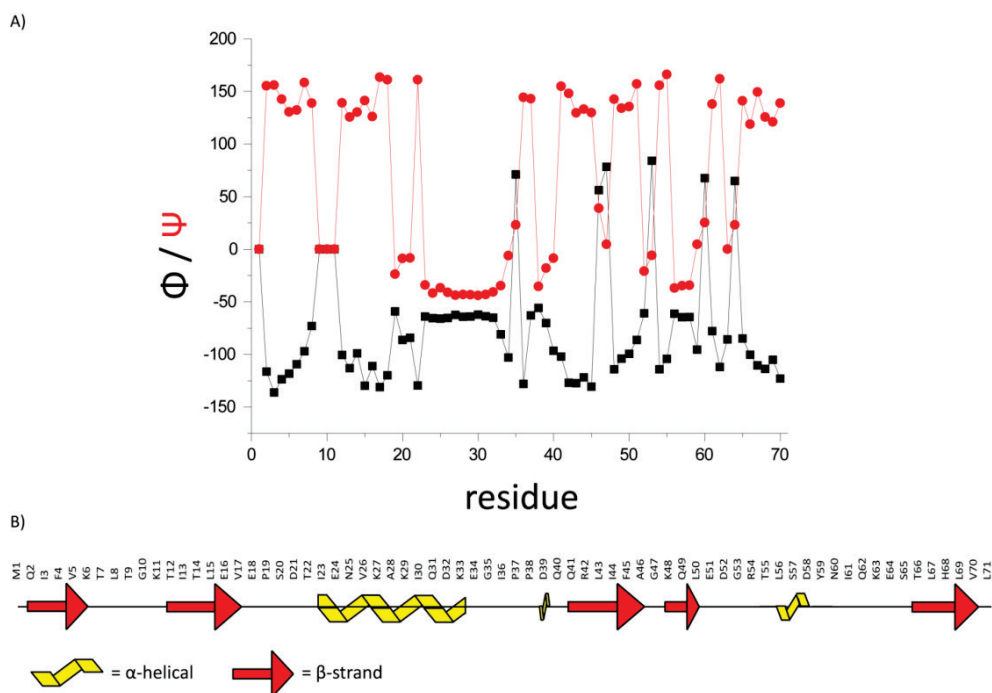 A)
200
150
100
50
0
-50
-100
-150
Φ / Ψ
0 10 20 30 40 50 60 70 80
residue
B)
M1 Q2 I3 F4 V5 K6 T7 L8 T9 G10 K11 T12 I13 T14 L15 E16 V17 E18 P19 S20 D21 T22 I23 E24 N25 V26 K27 A28 K29 I30 Q31 D32 K33 E34 G35 I36 P37 P38 D39 Q40 Q41 R42 L43 I44 F45 A46 G47 K48 Q49 L50 E51 D52 G53 R54 T55 L56 S57 D58 Y59 N60 I61 Q62 K63 E64 S65 T66 L67 H68 L69 V70 L71
= α-helical = β-strand